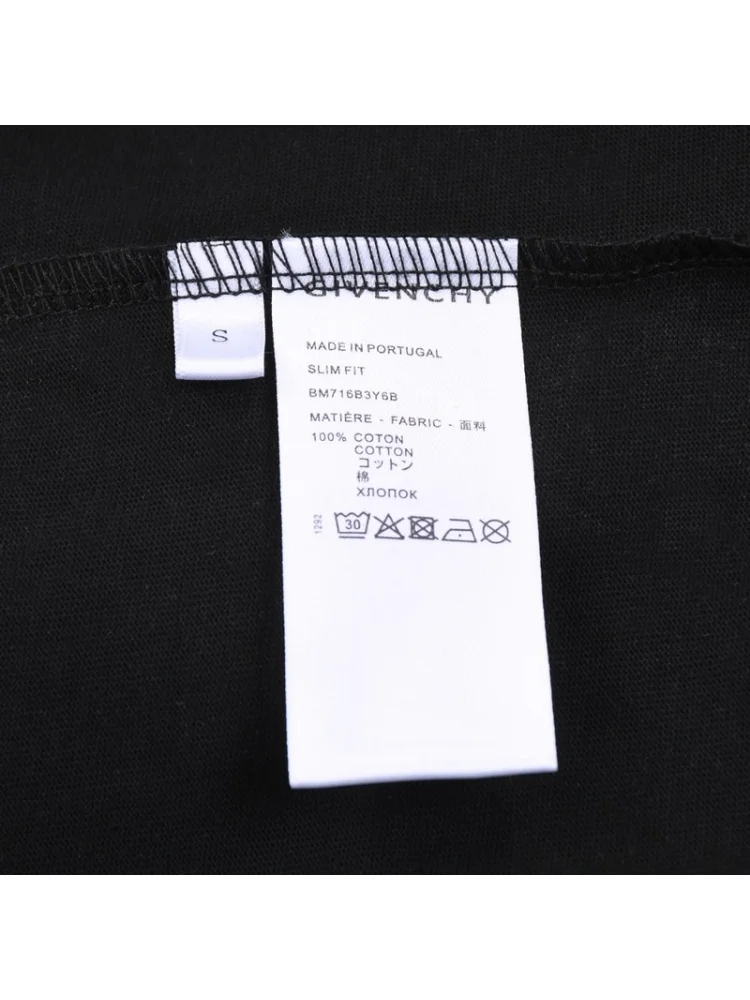 S
GIVENCHY
MADE IN PORTUGAL
SLIM FIT
BM716B3Y6B
MATIÈRE - FABRIC - 面料
100% COTON
COTTON
コットン
棉
ХЛОПОК
1292
30